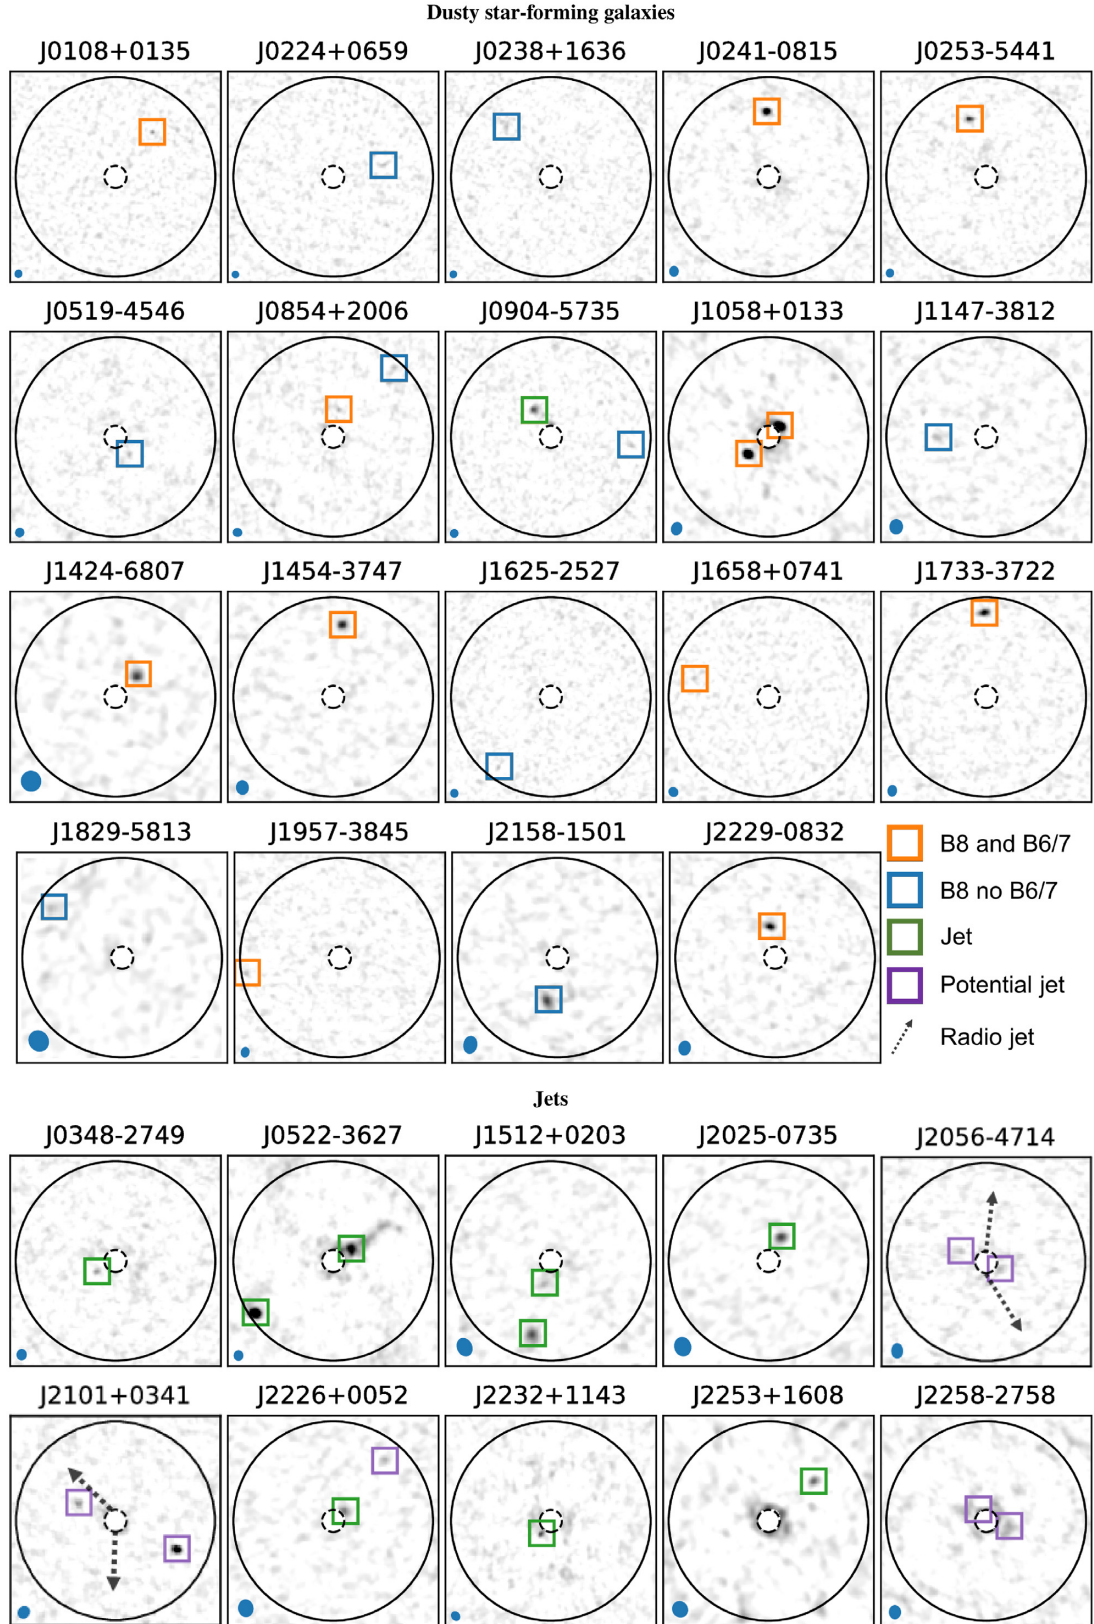 Dusty star-forming galaxies
J0108+0135 J0224+0659 J0238+1636 J0241-0815 J0253-5441
J0519-4546 J0854+2006 J0904-5735 J1058+0133 J1147-3812
J1424-6807 J1454-3747 J1625-2527 J1658+0741 J1733-3722
J1829-5813 J1957-3845 J2158-1501 J2229-0832
B8 and B6/7
B8 no B6/7
Jet
Potential jet
Radio jet
Jets
J0348-2749 J0522-3627 J1512+0203 J2025-0735 J2056-4714
J2101+0341 J2226+0052 J2232+1143 J2253+1608 J2258-2758